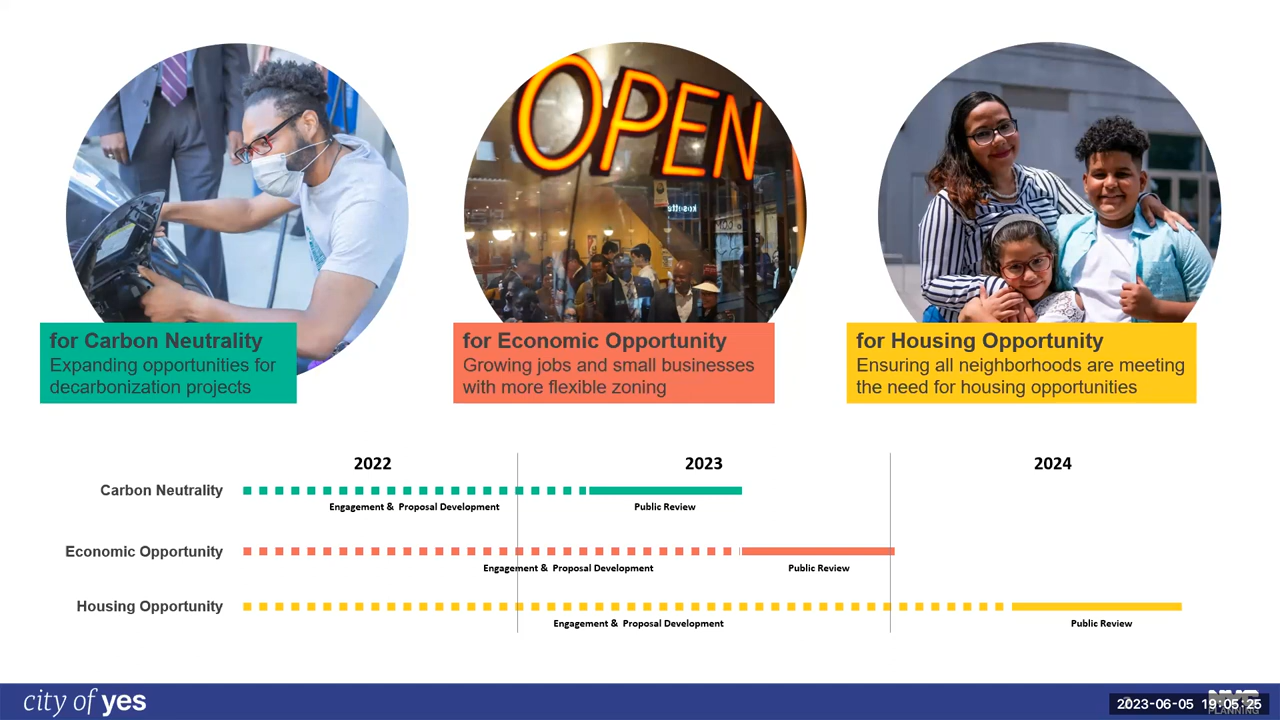 OPEN
for Carbon Neutrality
Expanding opportunities for
decarbonization projects
for Economic Opportunity
Growing jobs and small businesses
with more flexible zoning
for Housing Opportunity
Ensuring all neighborhoods are meeting
the need for housing opportunities
2022
2023
2024
Carbon Neutrality
Engagement & Proposal Development
Public Review
Economic Opportunity
Engagement & Proposal Development
Public Review
Housing Opportunity
Engagement & Proposal Development
Public Review
city of yes
NYC
PLANNING
2023-06-05 19:05:25